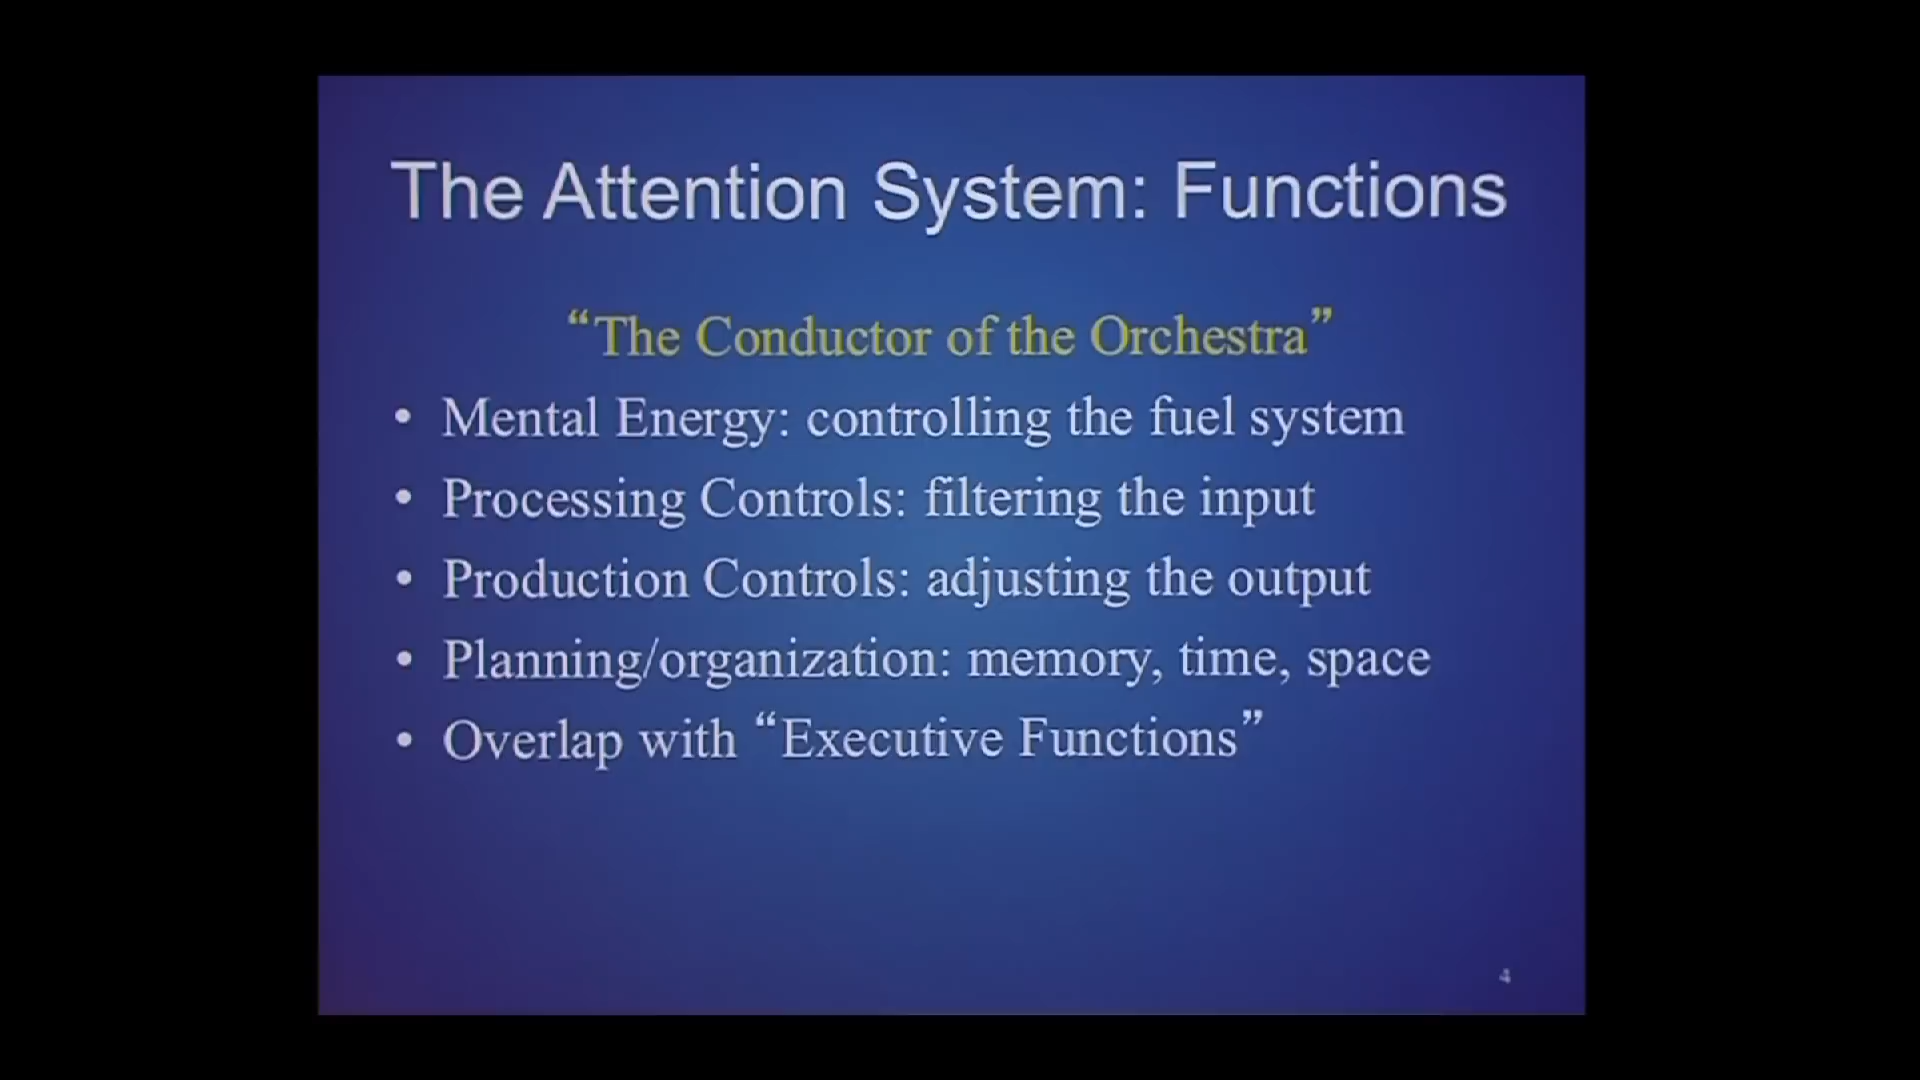 The Attention System: Functions
“The Conductor of the Orchestra”
• Mental Energy: controlling the fuel system
• Processing Controls: filtering the input
• Production Controls: adjusting the output
• Planning/organization: memory, time, space
• Overlap with “Executive Functions”
4